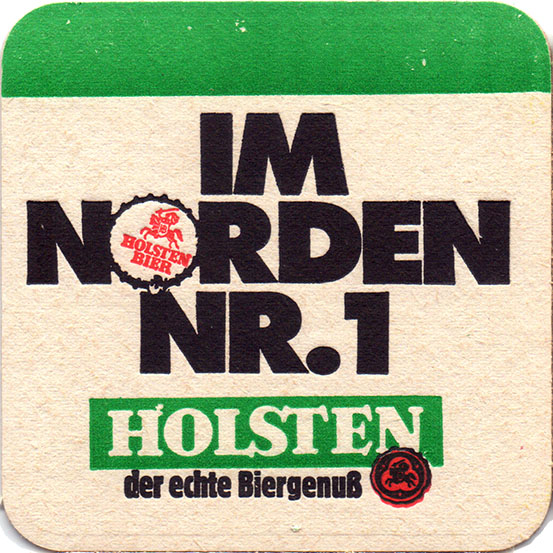 IM
NORDEN
HOLSTEN
BIER
NR.1
HOLSTEN
der echte Biergenuß